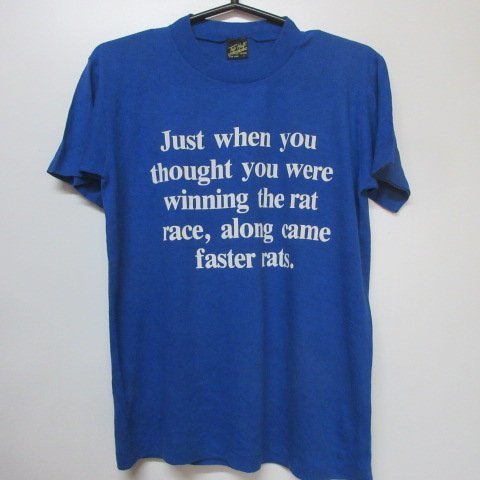 Just when you
thought you were
winning the rat
race, along came
faster rats.